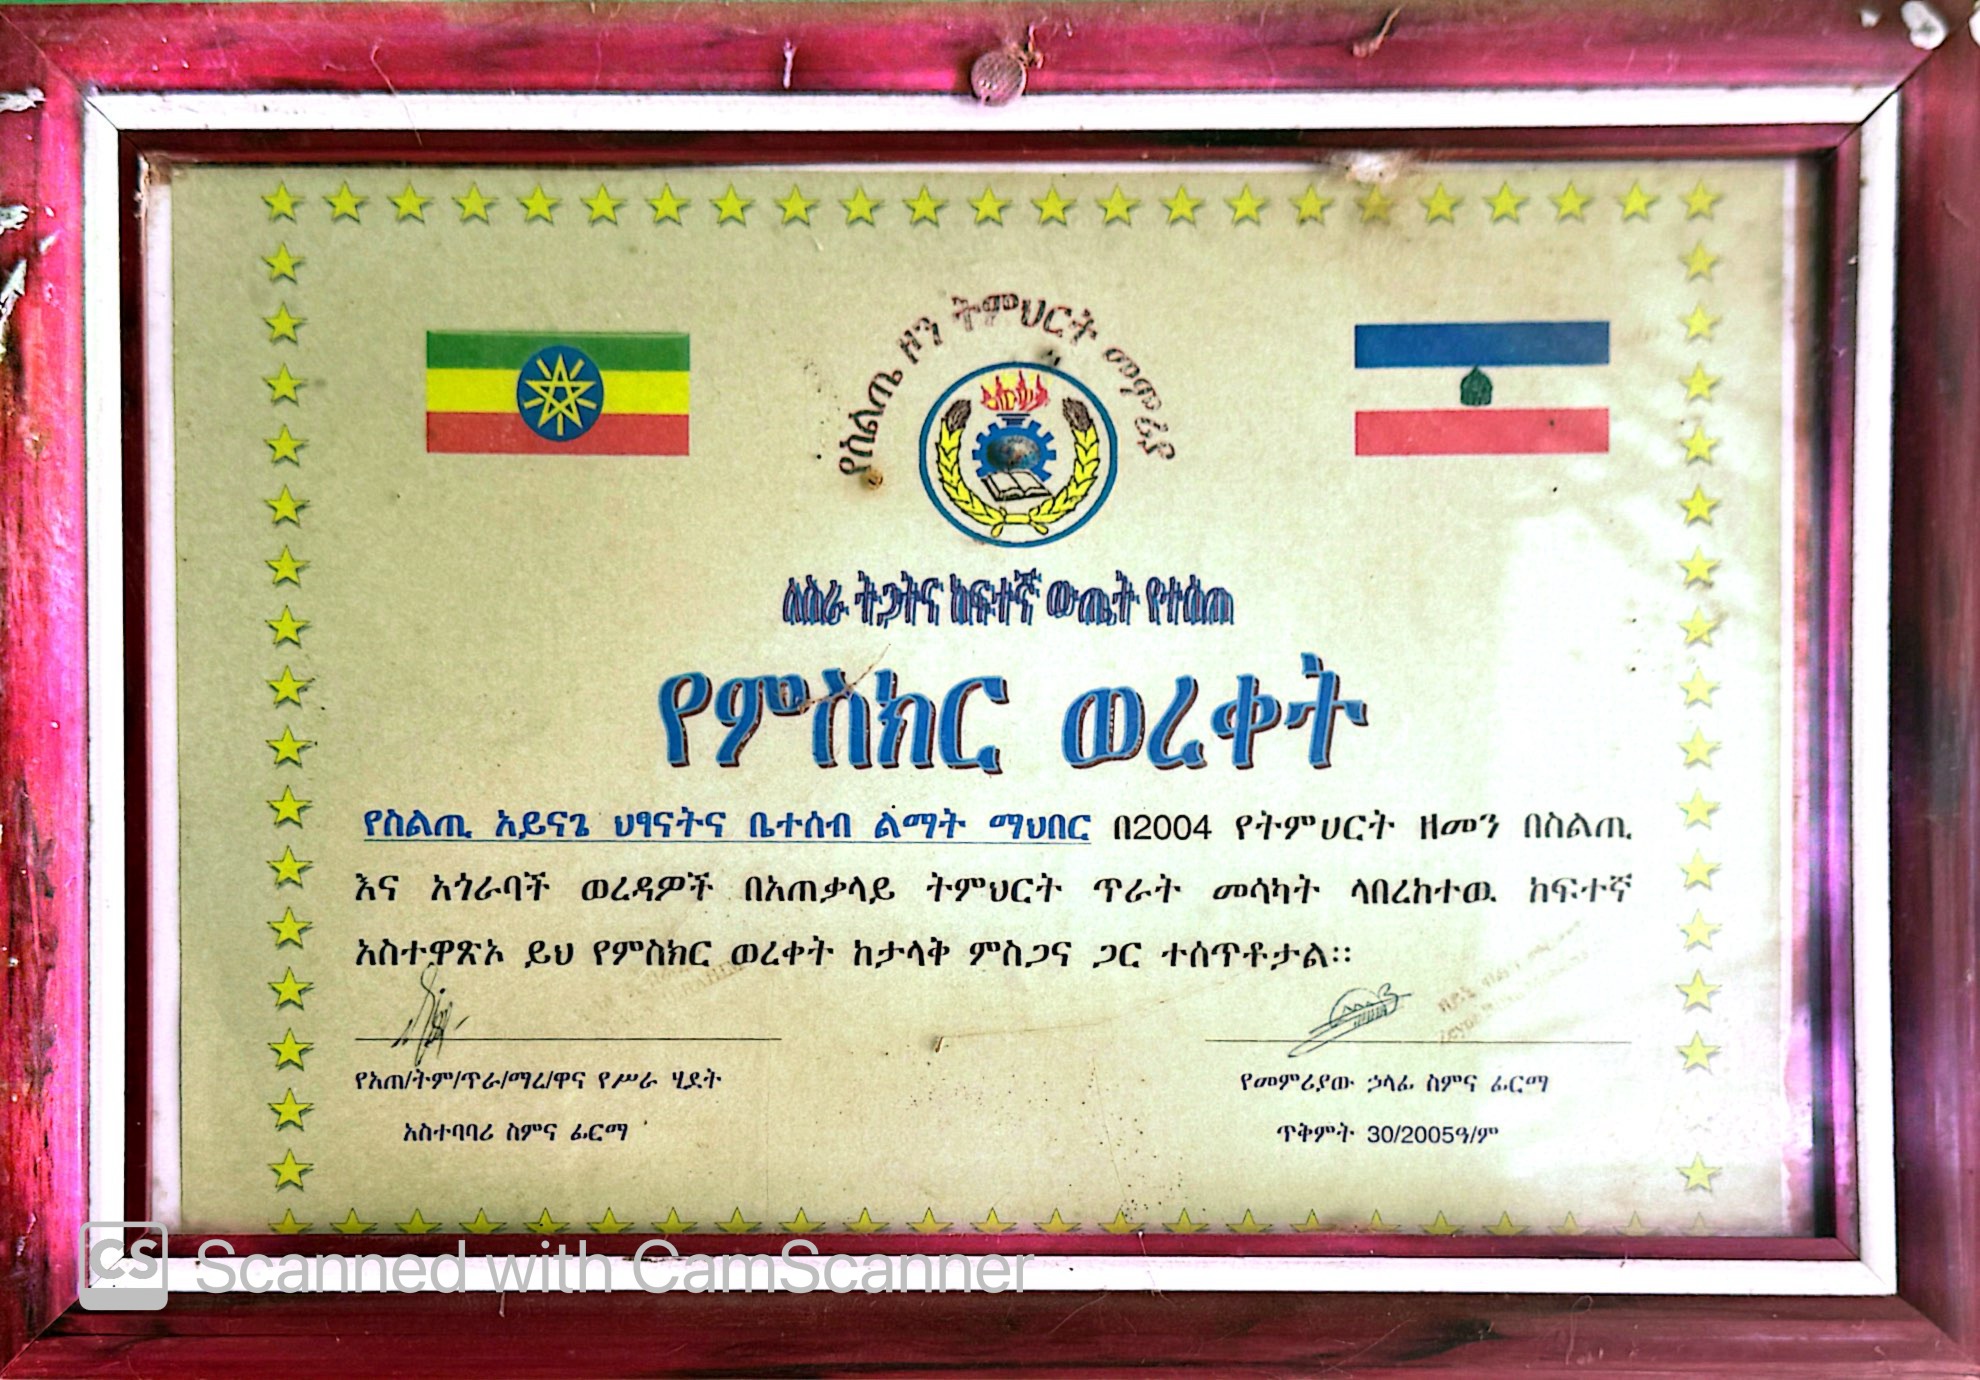 የስልጤ ዞን ትምህርት መምሪያ
ለስራ ትጋትና ከፍተኛ ውጤት የተሰጠ
የምስክር ወረቀት
የስልጢ አይናጌ ህፃናትና ቤተሰብ ልማት ማህበር በ2004 የትምህርት ዘመን በስልጢ
እና አጎራባች ወረዳዎች በአጠቃላይ ትምህርት ጥራት መሳካት ላበረከተዉ ከፍተኛ
አስተዋጽኦ ይህ የምስክር ወረቀት ከታላቅ ምስጋና ጋር ተሰጥቶታል፡፡
የአጠ/ትም/ጥራ/ማረ/ዋና የሥራ ሂደት
አስተባባሪ ስምና ፊርማ
የመምሪያው ኃላፊ ስምና ፊርማ
ጥቅምት 30/2005ዓ/ም
CS Scanned with CamScanner